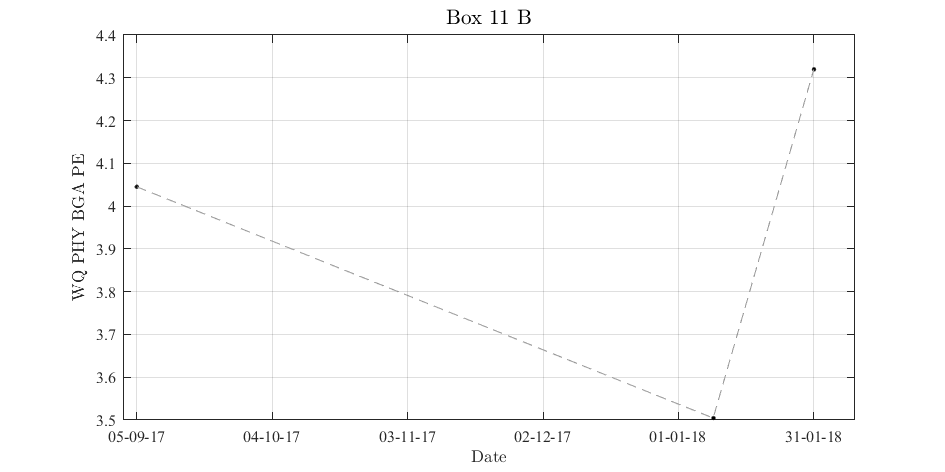 Box 11 B
4.4
4.3
4.2
4.1
4
3.9
3.8
3.7
3.6
3.5
WQ PHY BGA PE
05-09-17 04-10-17 03-11-17 02-12-17 01-01-18 31-01-18
Date